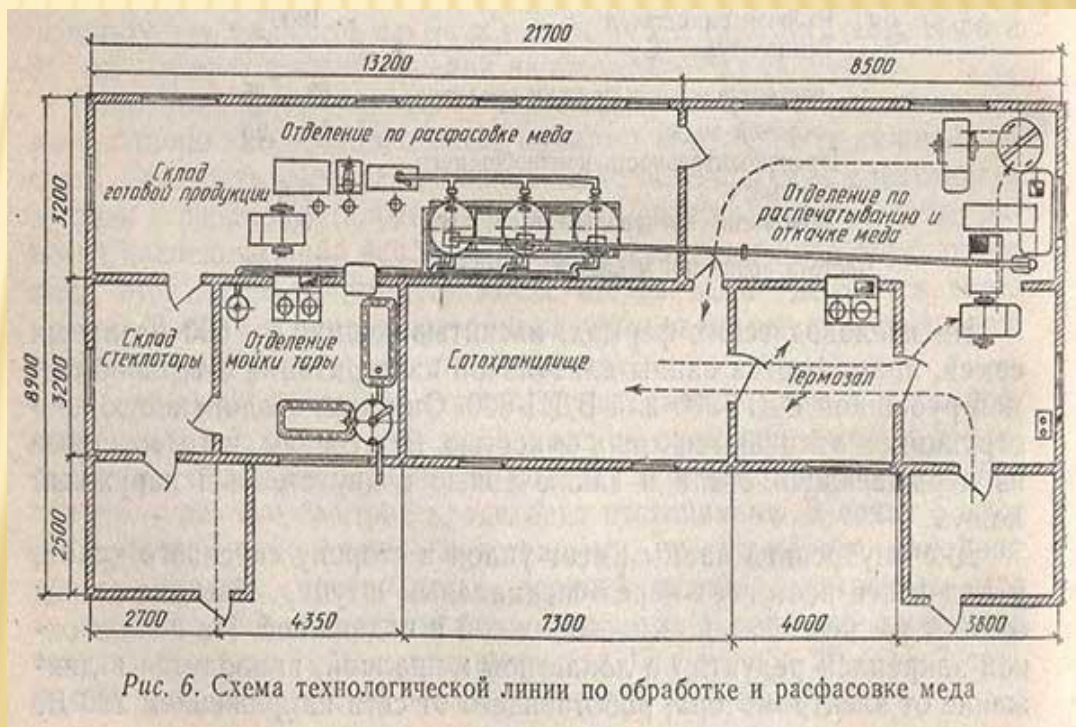 21700
13200
8500
Отделение по расфасовке меда
Склад
готовой продукции
Отделение по
распечатыванию и
откачке меда
8900
3200
3200
2500
Склад
стеклотары
Отделение
мойки тары
Сотохранилище
Термозал
2700
4350
7300
4000
3800
Рис. 6. Схема технологической линии по обработке и расфасовке меда